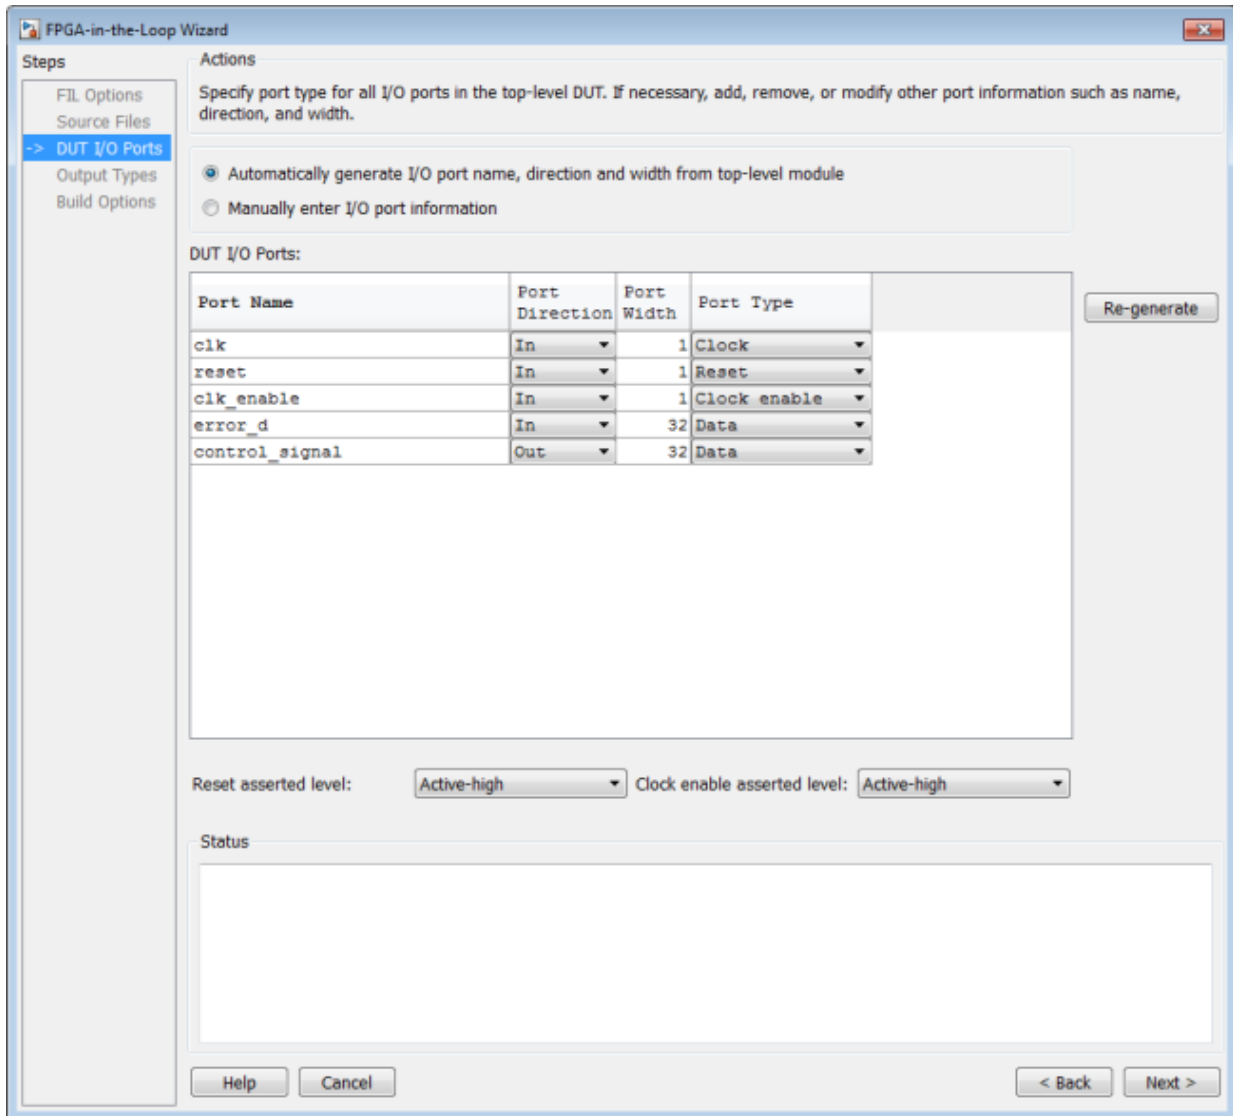 FPGA-in-the-Loop Wizard
Steps
FIL Options
Source Files
-> DUT I/O Ports
Output Types
Build Options
Actions
Specify port type for all I/O ports in the top-level DUT. If necessary, add, remove, or modify other port information such as name,
direction, and width.
Automatically generate I/O port name, direction and width from top-level module
Manually enter I/O port information
DUT I/O Ports:
Port Name Port Direction Port Width Port Type
clk In 1 Clock
reset In 1 Reset
clk_enable In 1 Clock enable
error_d In 32 Data
control_signal Out 32 Data
Re-generate
Reset asserted level: Active-high Clock enable asserted level: Active-high
Status
Help Cancel < Back Next >